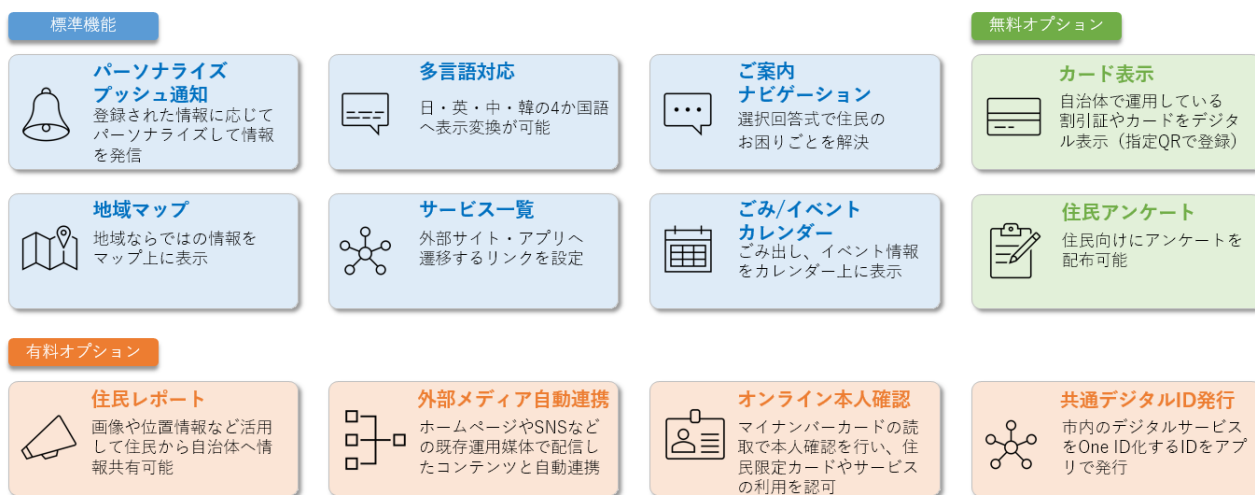 標準機能
無料オプション
パーソナライズ
プッシュ通知
登録された情報に応じて
パーソナライズして情報
を発信
多言語対応
日・英・中・韓の4か国語
へ表示変換が可能
ご案内
ナビゲーション
選択回答式で住民の
お困りごとを解決
カード表示
自治体で運用している
割引証やカードをデジタ
ル表示（指定QRで登録）
地域マップ
地域ならではの情報を
マップ上に表示
サービス一覧
外部サイト・アプリへ
遷移するリンクを設定
ごみ/イベント
カレンダー
ごみ出し、イベント情報
をカレンダー上に表示
住民アンケート
住民向けにアンケートを
配布可能
有料オプション
住民レポート
画像や位置情報など活用
して住民から自治体へ情
報共有可能
外部メディア自動連携
ホームページやSNSなど
の既存運用媒体で配信し
たコンテンツと自動連携
オンライン本人確認
マイナンバーカードの読
取で本人確認を行い、住
民限定カードやサービス
の利用を認可
共通デジタルID発行
市内のデジタルサービス
をOne ID化するIDをアプ
リで発行